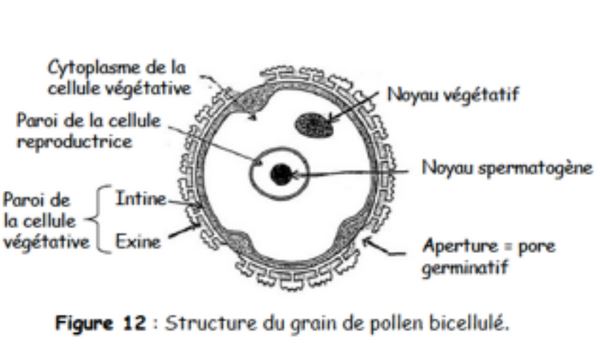 Cytoplasme de la
cellule végétative
Noyau végétatif
Paroi de la cellule
reproductrice
Noyau spermatogène
Paroi de
la cellule
végétative
Intine
Exine
Aperture = pore
germinatif
Figure 12 : Structure du grain de pollen bicellulé.